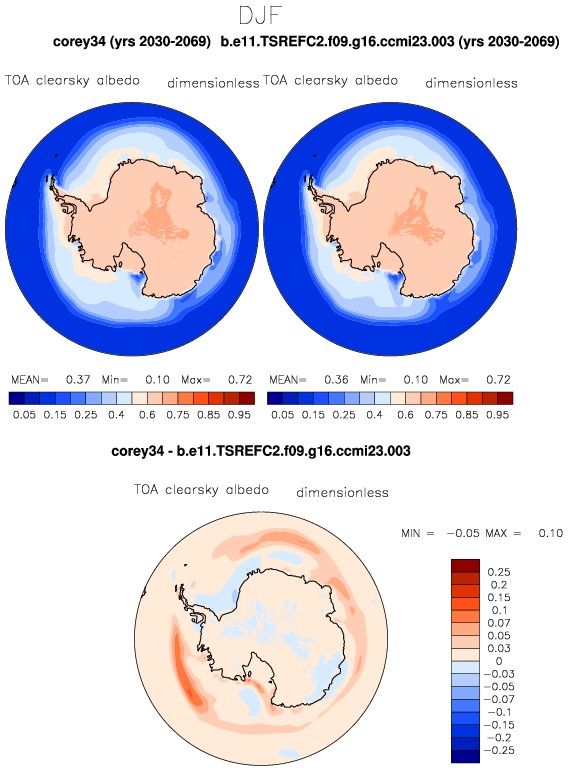 DJF
corey34 (yrs 2030-2069) b.e11.TSREFC2.f09.g16.ccmi23.003 (yrs 2030-2069)
TOA clearsky albedo dimensionless TOA clearsky albedo dimensionless
MEAN= 0.37 Min= 0.10 Max= 0.72 MEAN= 0.36 Min= 0.10 Max= 0.72
0.05 0.15 0.25 0.4 0.6 0.75 0.85 0.95 0.05 0.15 0.25 0.4 0.6 0.75 0.85 0.95
corey34 - b.e11.TSREFC2.f09.g16.ccmi23.003
TOA clearsky albedo dimensionless
MIN = -0.05 MAX = 0.10
0.25
0.2
0.15
0.1
0.07
0.05
0.03
0
-0.03
-0.05
-0.07
-0.1
-0.15
-0.2
-0.25